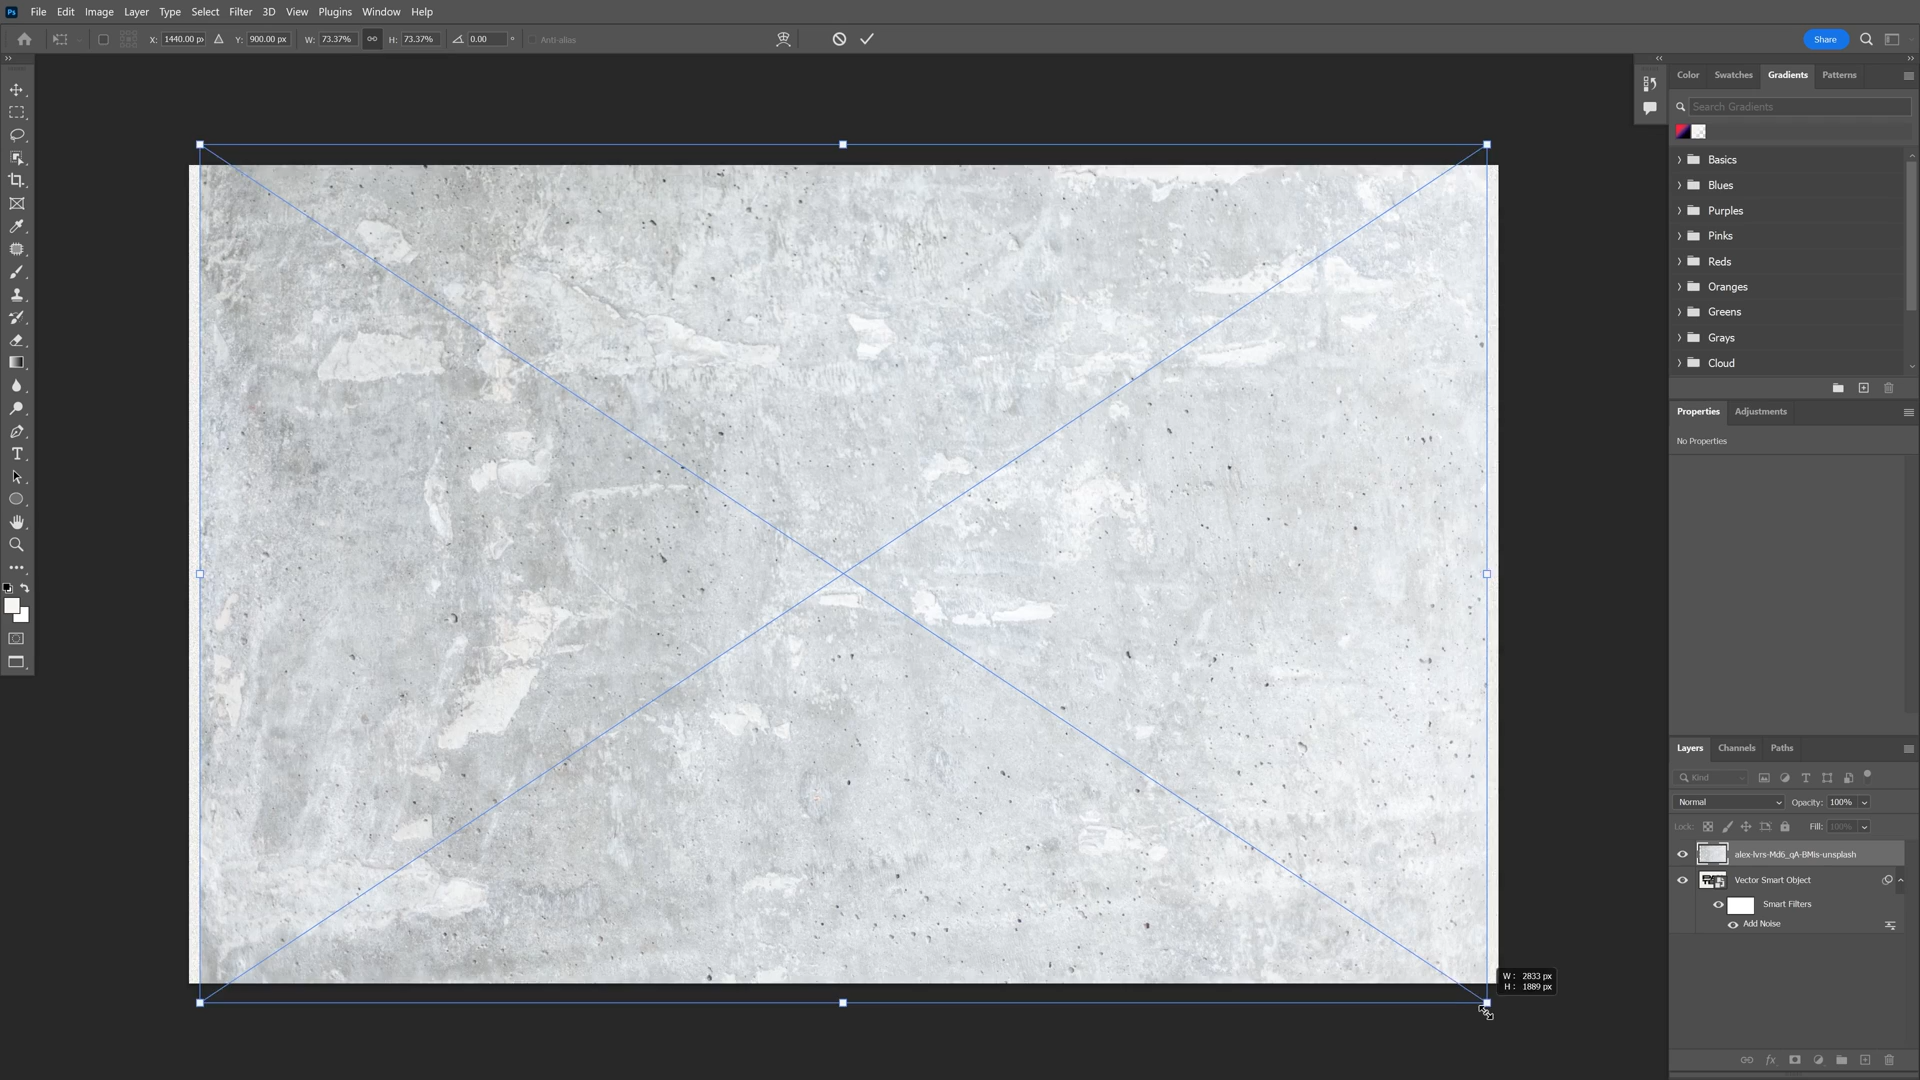 Ps File Edit Image Layer Type Select Filter 3D View Plugins Window Help
X: 1440.00 px Y: 900.00 px W: 73.37% H: 73.37% 0.00 ° Anti-alias Share
Color Swatches Gradients Patterns
Search Gradients
Basics
Blues
Purples
Pinks
Reds
Oranges
Greens
Grays
Cloud
Properties Adjustments
No Properties
Layers Channels Paths
Kind
Normal Opacity: 100%
Lock: Fill: 100%
alex-lvrs-Md6_qA-BMIs-unsplash
Vector Smart Object
Smart Filters
Add Noise
W: 2833 px
H: 1889 px
fx